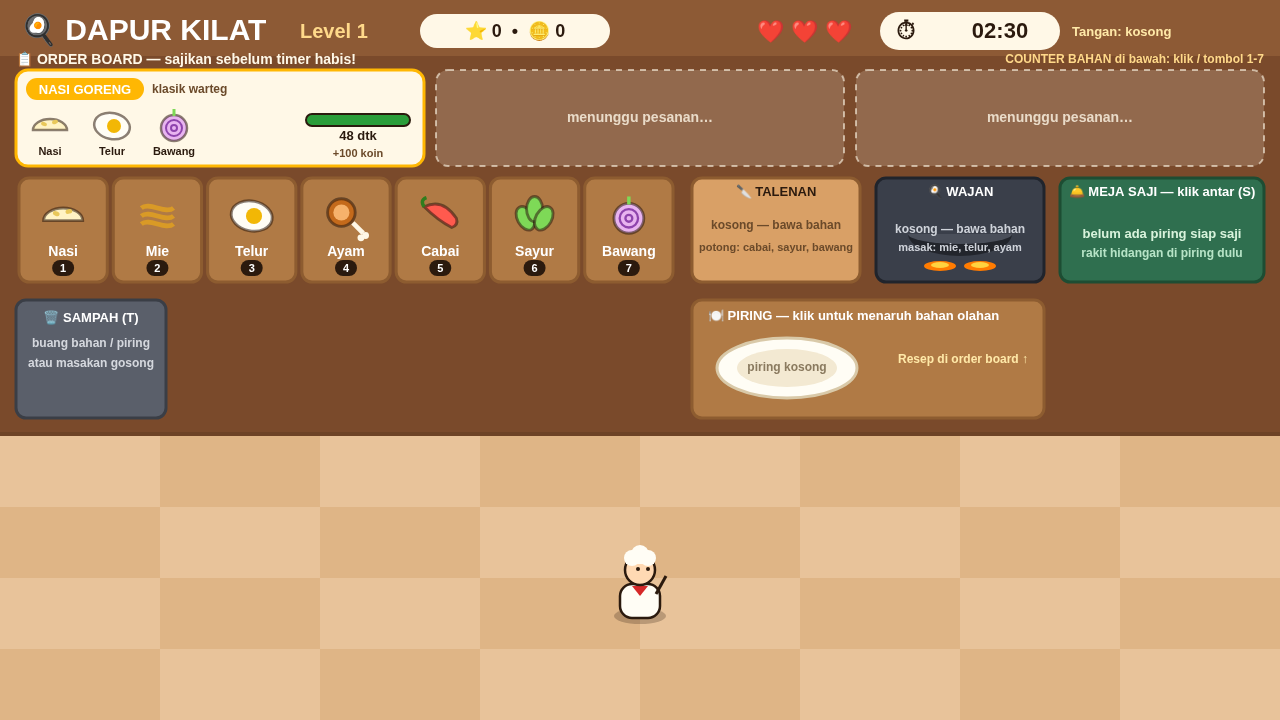 DAPUR KILAT
Level 1
0 • 0
02:30
Tangan: kosong
ORDER BOARD — sajikan sebelum timer habis!
COUNTER BAHAN di bawah: klik / tombol 1-7
NASI GORENG
klasik warteg
Nasi
Telur
Bawang
48 dtk
+100 koin
menunggu pesanan…
menunggu pesanan…
Nasi
1
Mie
2
Telur
3
Ayam
4
Cabai
5
Sayur
6
Bawang
7
TALENAN
kosong — bawa bahan
potong: cabai, sayur, bawang
WAJAN
kosong — bawa bahan
masak: mie, telur, ayam
MEJA SAJI — klik antar (S)
belum ada piring siap saji
rakit hidangan di piring dulu
SAMPAH (T)
buang bahan / piring
atau masakan gosong
PIRING — klik untuk menaruh bahan olahan
piring kosong
Resep di order board ↑